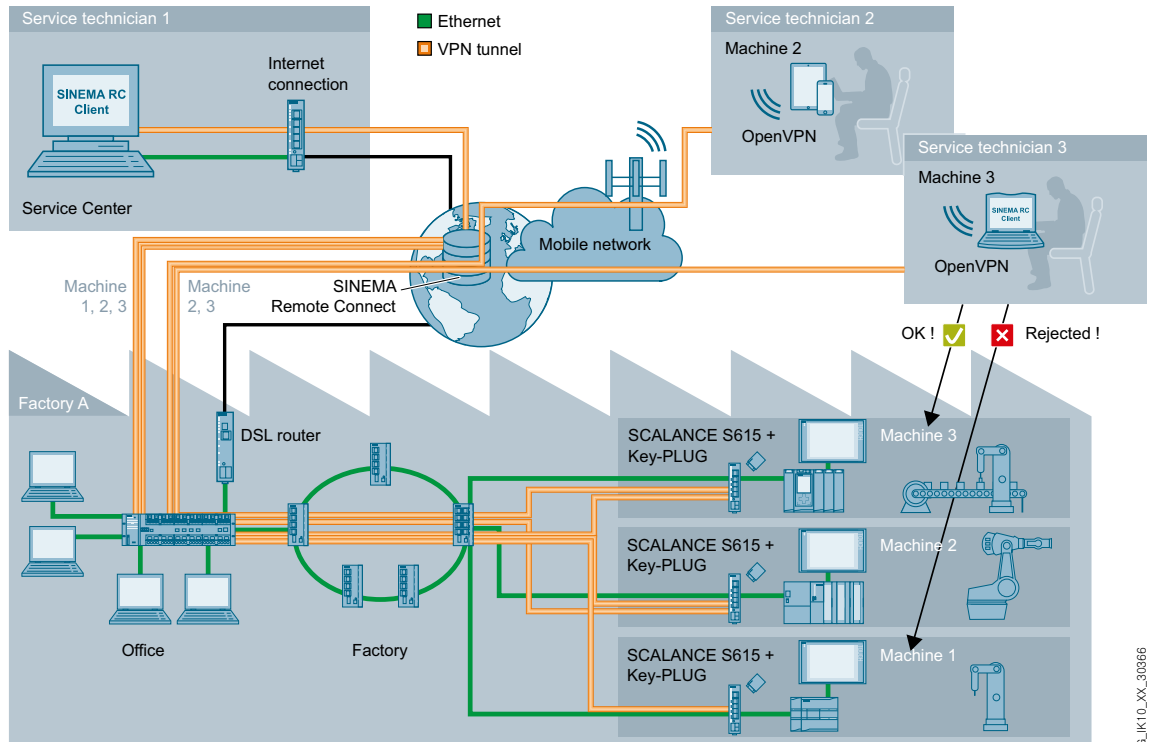 Service technician 1
Ethernet
VPN tunnel
Service technician 2
Machine 2
OpenVPN
Service technician 3
Machine 3
SINEMA RC
Client
OpenVPN
SINEMA RC
Client
Internet
connection
Service Center
Mobile network
Machine
1, 2, 3
Machine
2, 3
SINEMA
Remote Connect
OK !
Rejected !
Factory A
DSL router
SCALANCE S615 +
Key-PLUG
Machine 3
SCALANCE S615 +
Key-PLUG
Machine 2
SCALANCE S615 +
Key-PLUG
Machine 1
Office
Factory
_IK10_XX_30366